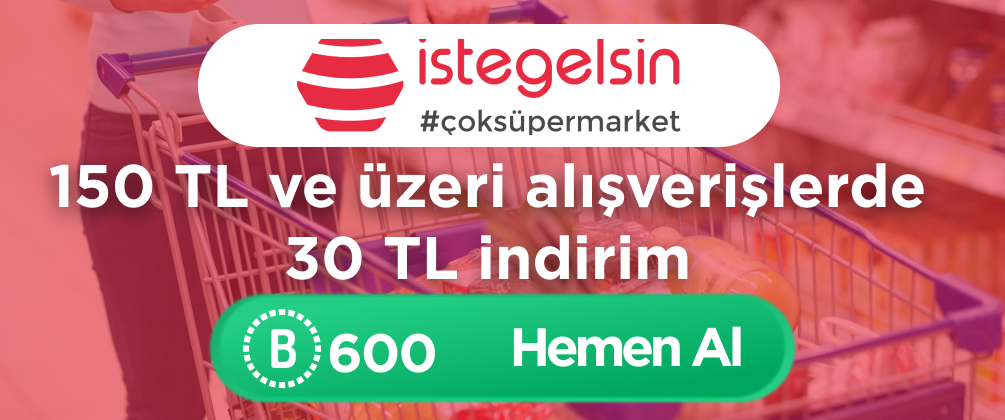 istegelsin
#çoksüpermarket
150 TL ve üzeri alışverişlerde
30 TL indirim
B 600 Hemen Al